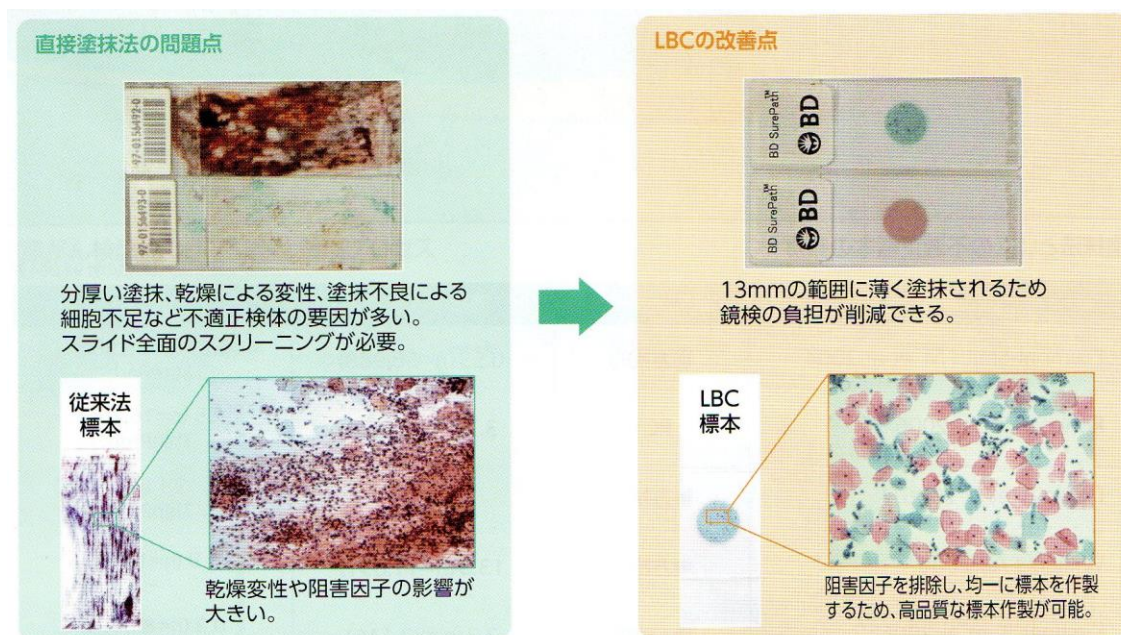 直接塗抹法の問題点
97-0156492-0
97-0156493-0
分厚い塗抹、乾燥による変性、塗抹不良による
細胞不足など不適正検体の要因が多い。
スライド全面のスクリーニングが必要。
従来法
標本
乾燥変性や阻害因子の影響が
大きい。
LBCの改善点
BD SurePath™
BD
BD SurePath™
BD
13mmの範囲に薄く塗抹されるため
鏡検の負担が削減できる。
LBC
標本
阻害因子を排除し、均一に標本を作製
するため、高品質な標本作製が可能。